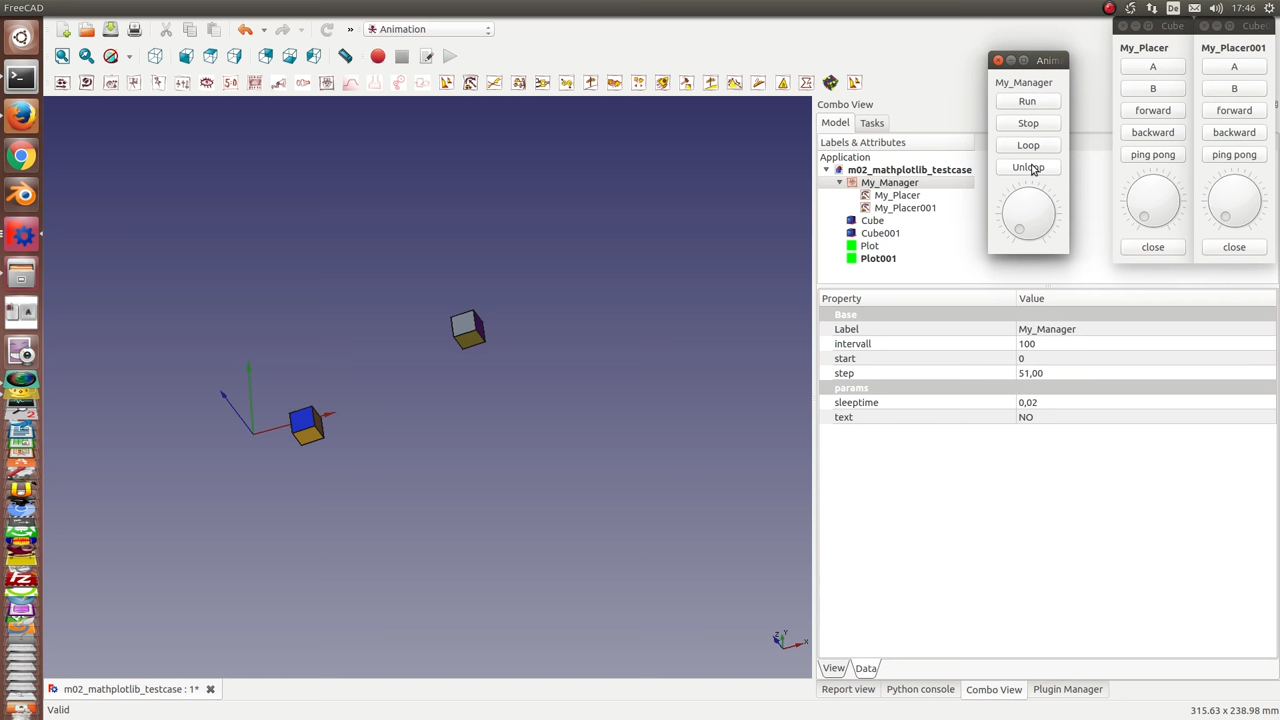 FreeCAD
De
17:46
Animation
»
Combo View
Model
Tasks
Labels & Attributes
Application
m02_mathplotlib_testcase
My_Manager
My_Placer
My_Placer001
Cube
Cube001
Plot
Plot001
Anim
My_Manager
Run
Stop
Loop
Unloop
Cube
My_Placer
A
B
forward
backward
ping pong
close
Cube
My_Placer001
A
B
forward
backward
ping pong
close
Property Value
Base
Label My_Manager
intervall 100
start 0
step 51,00
params
sleeptime 0,02
text NO
View
Data
m02_mathplotlib_testcase : 1*
Report view
Python console
Combo View
Plugin Manager
Valid
315.63 x 238.98 mm